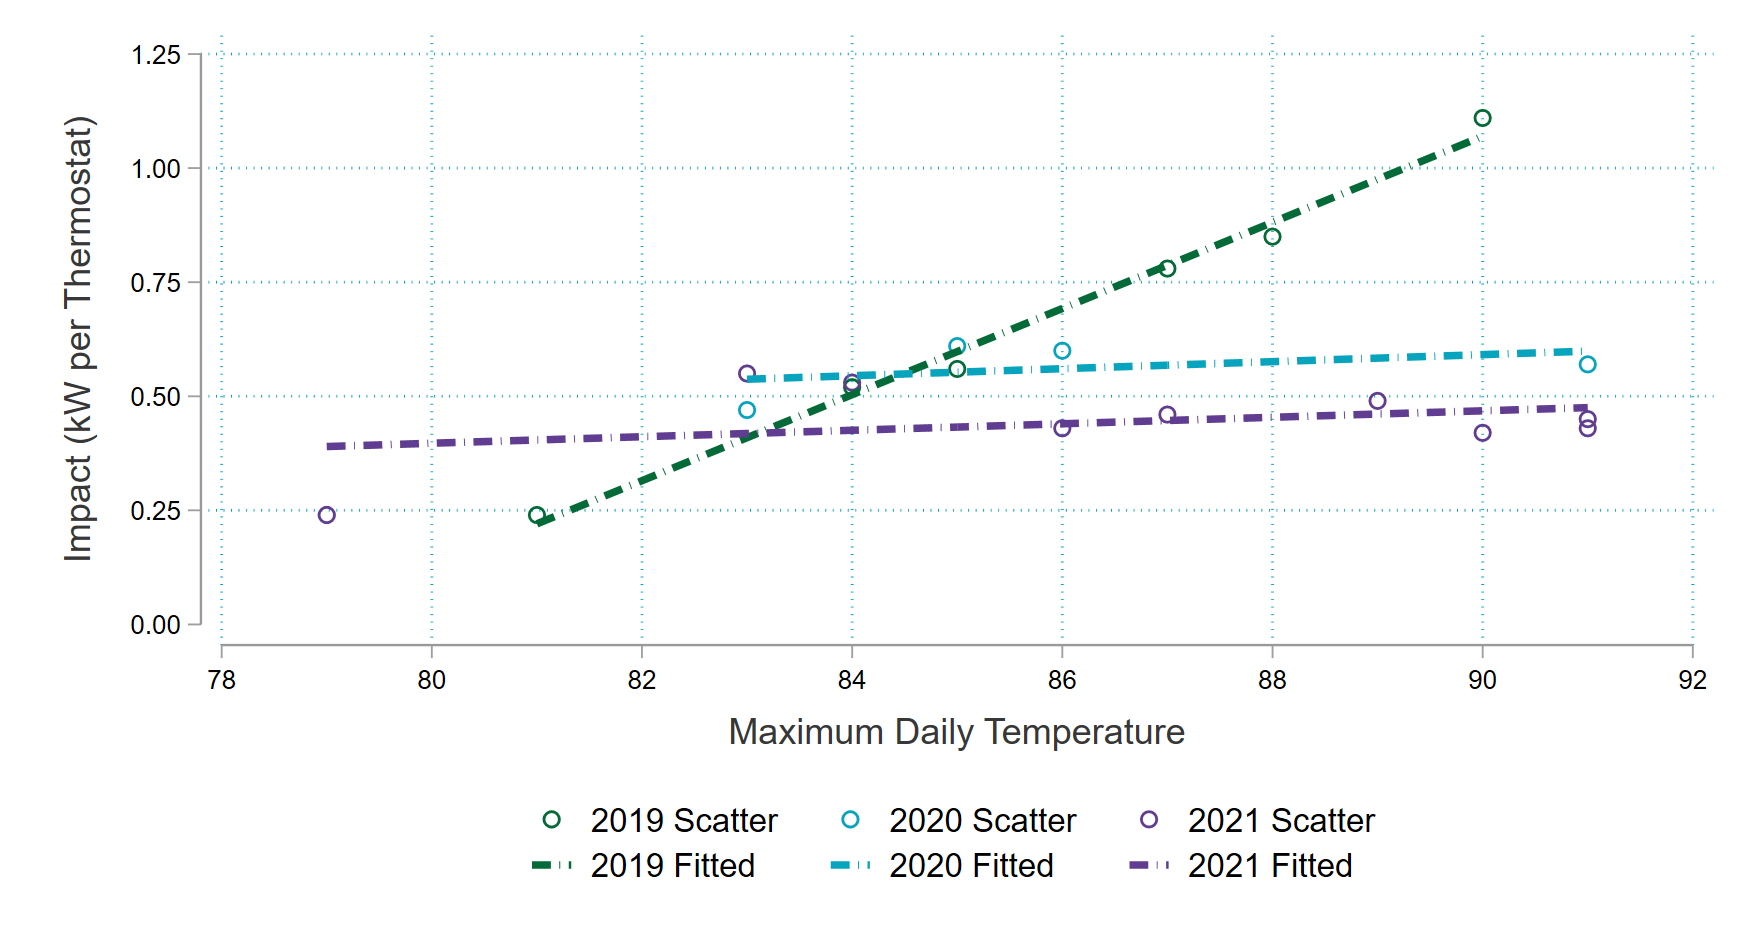 Impact (kW per Thermostat)
1.25
1.00
0.75
0.50
0.25
0.00
78 80 82 84 86 88 90 92
Maximum Daily Temperature
2019 Scatter 2020 Scatter 2021 Scatter
2019 Fitted 2020 Fitted 2021 Fitted